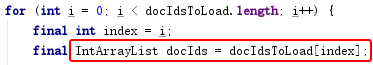 for (int i = 0; i < docIdsToLoad.length; i++) {
final int index = i;
final IntArrayList docIds = docIdsToLoad[index];